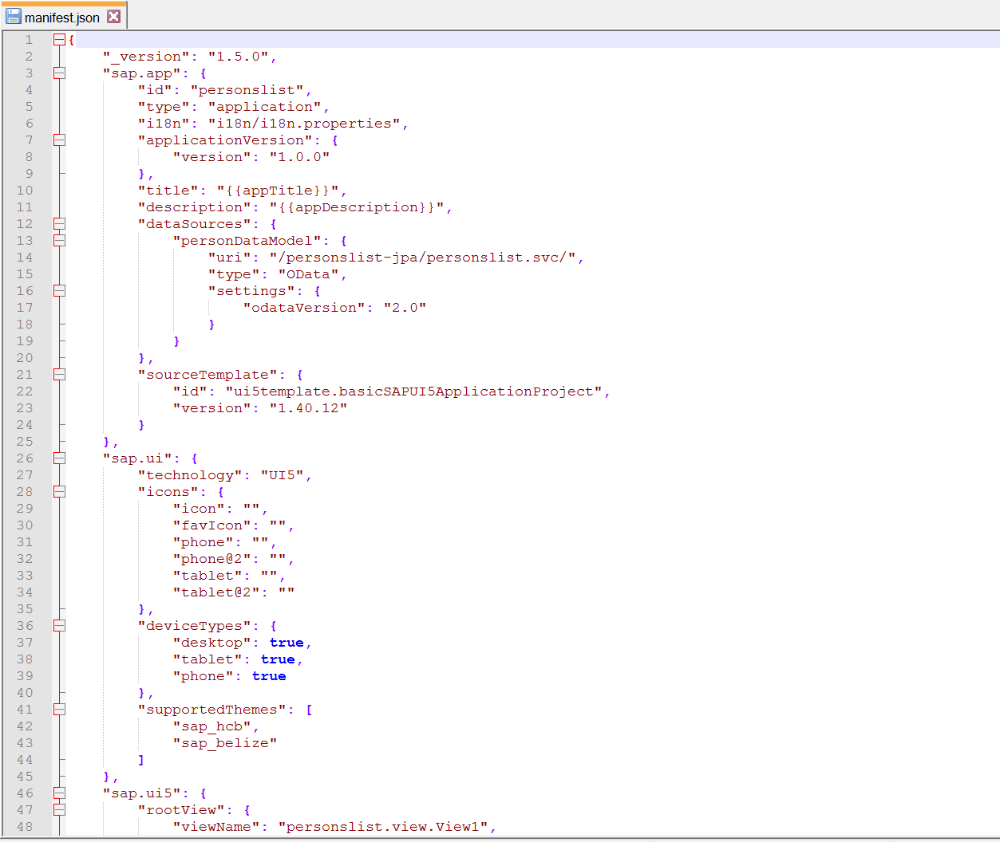 manifest.json
1 {
2 "_version": "1.5.0",
3 "sap.app": {
4 "id": "personslist",
5 "type": "application",
6 "i18n": "i18n/i18n.properties",
7 "applicationVersion": {
8 "version": "1.0.0"
9 },
10 "title": "{{appTitle}}",
11 "description": "{{appDescription}}",
12 "dataSources": {
13 "personDataModel": {
14 "uri": "/personslist-jpa/personslist.svc/",
15 "type": "OData",
16 "settings": {
17 "odataVersion": "2.0"
18 }
19 }
20 },
21 "sourceTemplate": {
22 "id": "ui5template.basicSAPUI5ApplicationProject",
23 "version": "1.40.12"
24 }
25 },
26 "sap.ui": {
27 "technology": "UI5",
28 "icons": {
29 "icon": "",
30 "favIcon": "",
31 "phone": "",
32 "phone@2": "",
33 "tablet": "",
34 "tablet@2": ""
35 },
36 "deviceTypes": {
37 "desktop": true,
38 "tablet": true,
39 "phone": true
40 },
41 "supportedThemes": [
42 "sap_hcb",
43 "sap_belize"
44 ]
45 },
46 "sap.ui5": {
47 "rootView": {
48 "viewName": "personslist.view.View1",